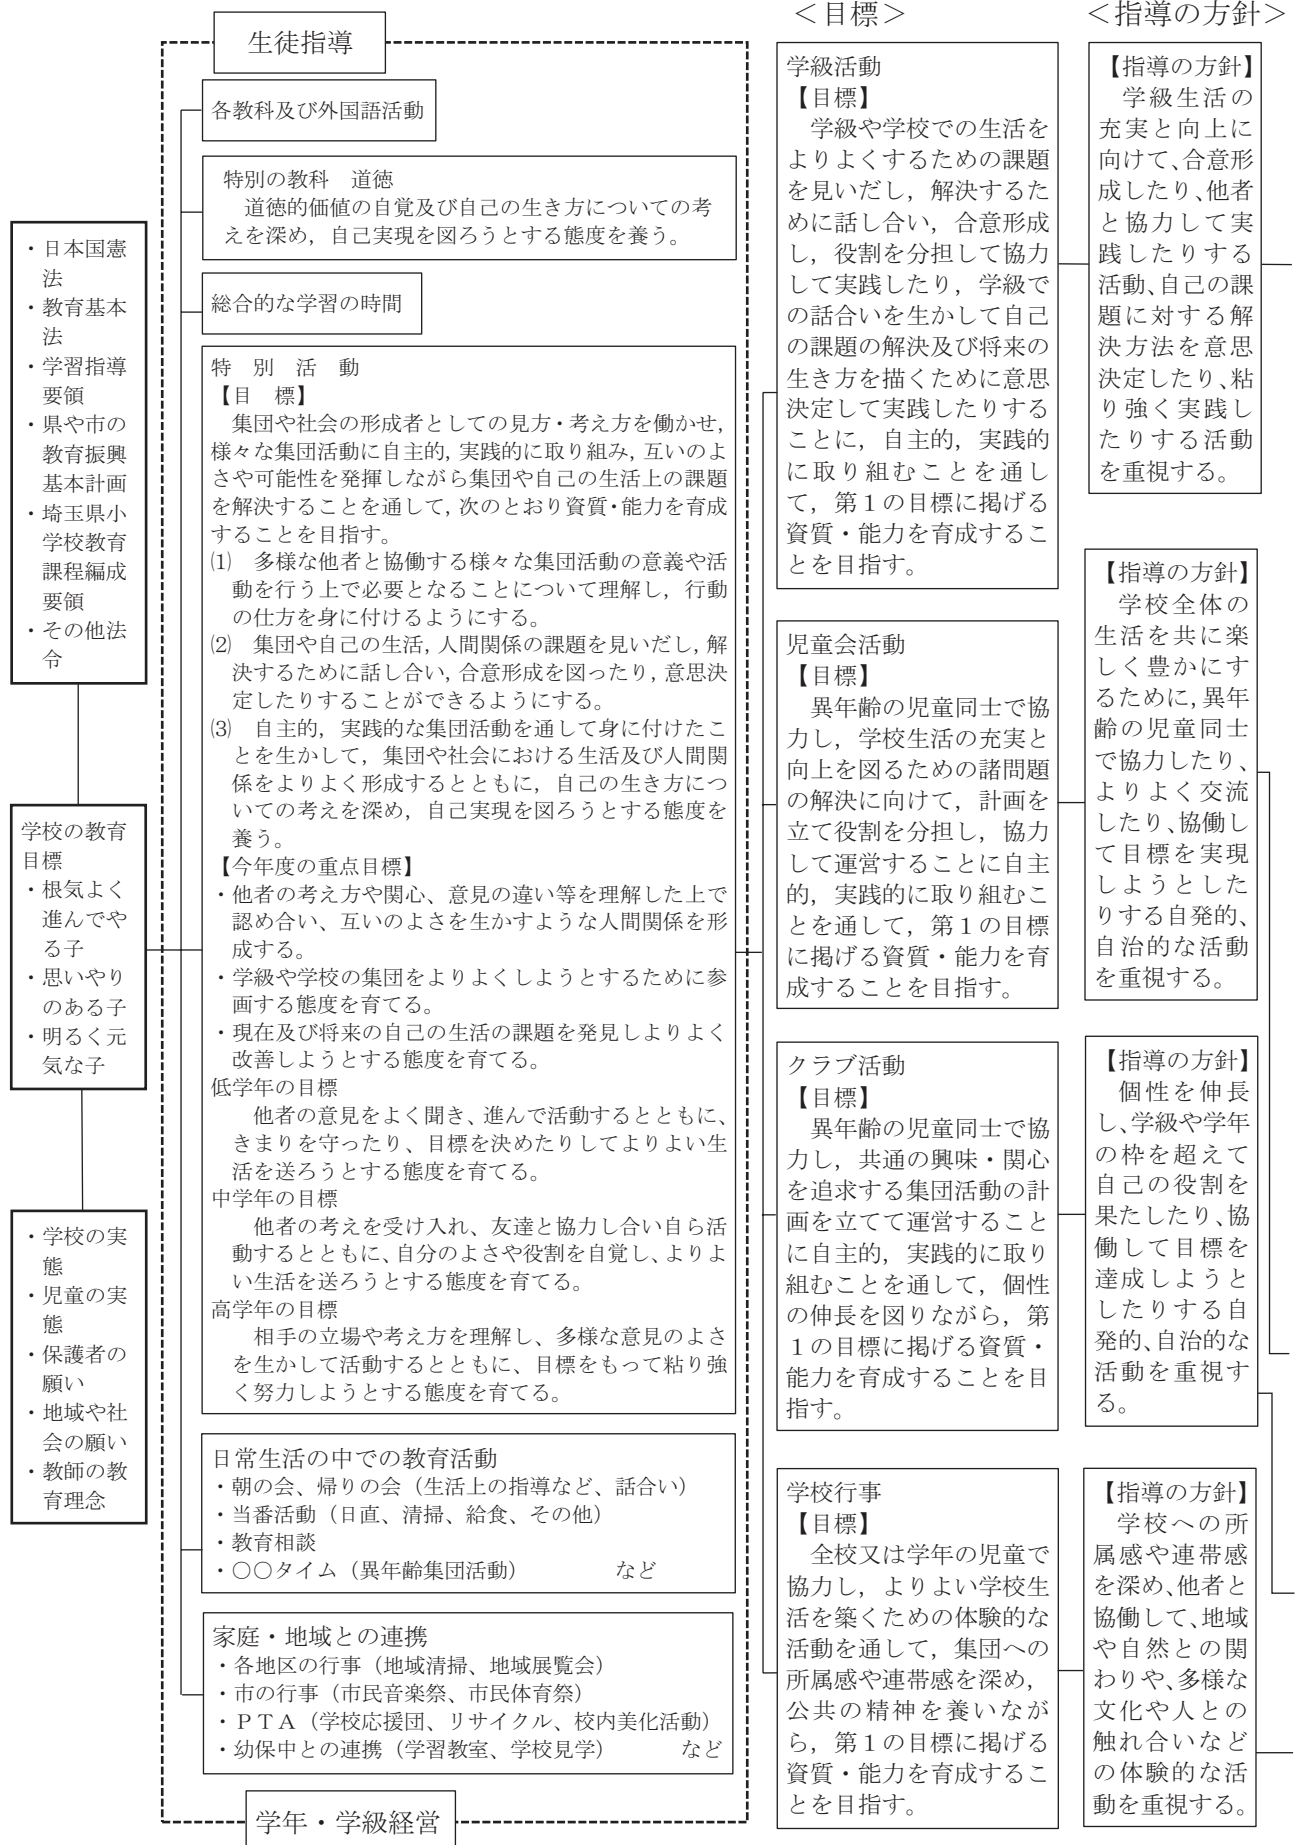 ＜目標＞
＜指導の方針＞
・日本国憲
法
・教育基本
法
・学習指導
要領
・県や市の
教育振興
基本計画
・埼玉県小
学校教育
課程編成
要領
・その他法
令
学校の教育
目標
・根気よく
進んでや
る子
・思いやり
のある子
・明るく元
気な子
・学校の実
態
・児童の実
態
・保護者の
願い
・地域や社
会の願い
・教師の教
育理念
生徒指導
各教科及び外国語活動
特別の教科　道徳
道徳的価値の自覚及び自己の生き方についての考
えを深め，自己実現を図ろうとする態度を養う。
総合的な学習の時間
特　別　活　動
【目　標】
集団や社会の形成者としての見方・考え方を働かせ，
様々な集団活動に自主的，実践的に取り組み，互いのよ
さや可能性を発揮しながら集団や自己の生活上の課題
を解決することを通して，次のとおり資質・能力を育成
することを目指す。
⑴　多様な他者と協働する様々な集団活動の意義や活
動を行う上で必要となることについて理解し，行動
の仕方を身に付けるようにする。
⑵　集団や自己の生活，人間関係の課題を見いだし，解
決するために話し合い，合意形成を図ったり，意思決
定したりすることができるようにする。
⑶　自主的，実践的な集団活動を通して身に付けたこ
とを生かして，集団や社会における生活及び人間関
係をよりよく形成するとともに，自己の生き方につ
いての考えを深め，自己実現を図ろうとする態度を
養う。
【今年度の重点目標】
・他者の考え方や関心、意見の違い等を理解した上で
認め合い、互いのよさを生かすような人間関係を形
成する。
・学級や学校の集団をよりよくしようとするために参
画する態度を育てる。
・現在及び将来の自己の生活の課題を発見しよりよく
改善しようとする態度を育てる。
低学年の目標
他者の意見をよく聞き、進んで活動するとともに、
きまりを守ったり、目標を決めたりしてよりよい生
活を送ろうとする態度を育てる。
中学年の目標
他者の考えを受け入れ、友達と協力し合い自ら活
動するとともに、自分のよさや役割を自覚し、よりよ
い生活を送ろうとする態度を育てる。
高学年の目標
相手の立場や考え方を理解し、多様な意見のよさ
を生かして活動するとともに、目標をもって粘り強
く努力しようとする態度を育てる。
日常生活の中での教育活動
・朝の会、帰りの会（生活上の指導など、話合い）
・当番活動（日直、清掃、給食、その他）
・教育相談
・○○タイム（異年齢集団活動）　　　など
家庭・地域との連携
・各地区の行事（地域清掃、地域展覧会）
・市の行事（市民音楽祭、市民体育祭）
・ＰＴＡ（学校応援団、リサイクル、校内美化活動）
・幼保中との連携（学習教室、学校見学）　　　など
学年・学級経営
学級活動
【目標】
学級や学校での生活を
よりよくするための課題
を見いだし，解決するた
めに話し合い，合意形成
し，役割を分担して協力
して実践したり，学級で
の話合いを生かして自己
の課題の解決及び将来の
生き方を描くために意思
決定して実践したりする
ことに，自主的，実践的
に取り組むことを通し
て，第１の目標に掲げる
資質・能力を育成するこ
とを目指す。
【指導の方針】
学級生活の
充実と向上に
向けて、合意形
成したり、他者
と協力して実
践したりする
活動、自己の課
題に対する解
決方法を意思
決定したり、粘
り強く実践し
たりする活動
を重視する。
児童会活動
【目標】
異年齢の児童同士で協
力し，学校生活の充実と
向上を図るための諸問題
の解決に向けて，計画を
立て役割を分担し，協力
して運営することに自主
的，実践的に取り組むこ
とを通して，第１の目標
に掲げる資質・能力を育
成することを目指す。
【指導の方針】
学校全体の
生活を共に楽
しく豊かにす
るために，異年
齢の児童同士
で協力したり、
よりよく交流
したり、協働し
て目標を実現
しようとした
りする自発的、
自治的な活動
を重視する。
クラブ活動
【目標】
異年齢の児童同士で協
力し，共通の興味・関心
を追求する集団活動の計
画を立てて運営すること
に自主的，実践的に取り
組むことを通して，個性
の伸長を図りながら，第
１の目標に掲げる資質・
能力を育成することを目
指す。
【指導の方針】
個性を伸長
し、学級や学年
の枠を超えて
自己の役割を
果たしたり、協
働して目標を
達成しようと
したりする自
発的、自治的な
活動を重視す
る。
学校行事
【目標】
全校又は学年の児童で
協力し，よりよい学校生
活を築くための体験的な
活動を通して，集団への
所属感や連帯感を深め，
公共の精神を養いなが
ら，第１の目標に掲げる
資質・能力を育成するこ
とを目指す。
【指導の方針】
学校への所
属感や連帯感
を深め、他者と
協働して、地域
や自然との関
わりや、多様な
文化や人との
触れ合いなど
の体験的な活
動を重視する。